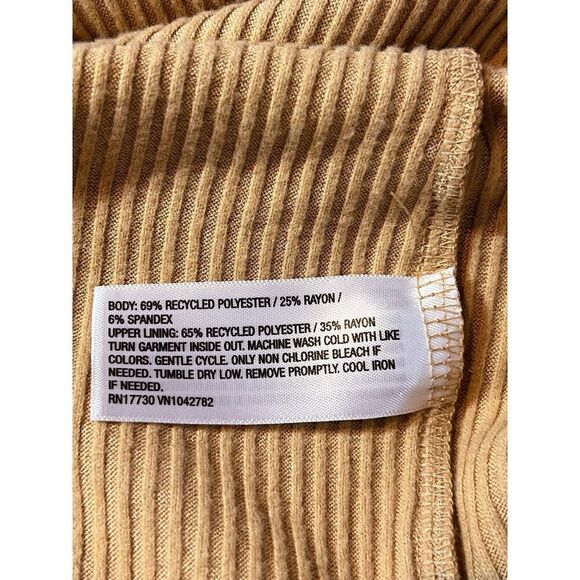 BODY: 69% RECYCLED POLYESTER / 25% RAYON /
6% SPANDEX
UPPER LINING: 65% RECYCLED POLYESTER / 35% RAYON
TURN GARMENT INSIDE OUT. MACHINE WASH COLD WITH LIKE
COLORS. GENTLE CYCLE. ONLY NON CHLORINE BLEACH IF
NEEDED. TUMBLE DRY LOW. REMOVE PROMPTLY. COOL IRON
IF NEEDED.
RN17730 VN1042782